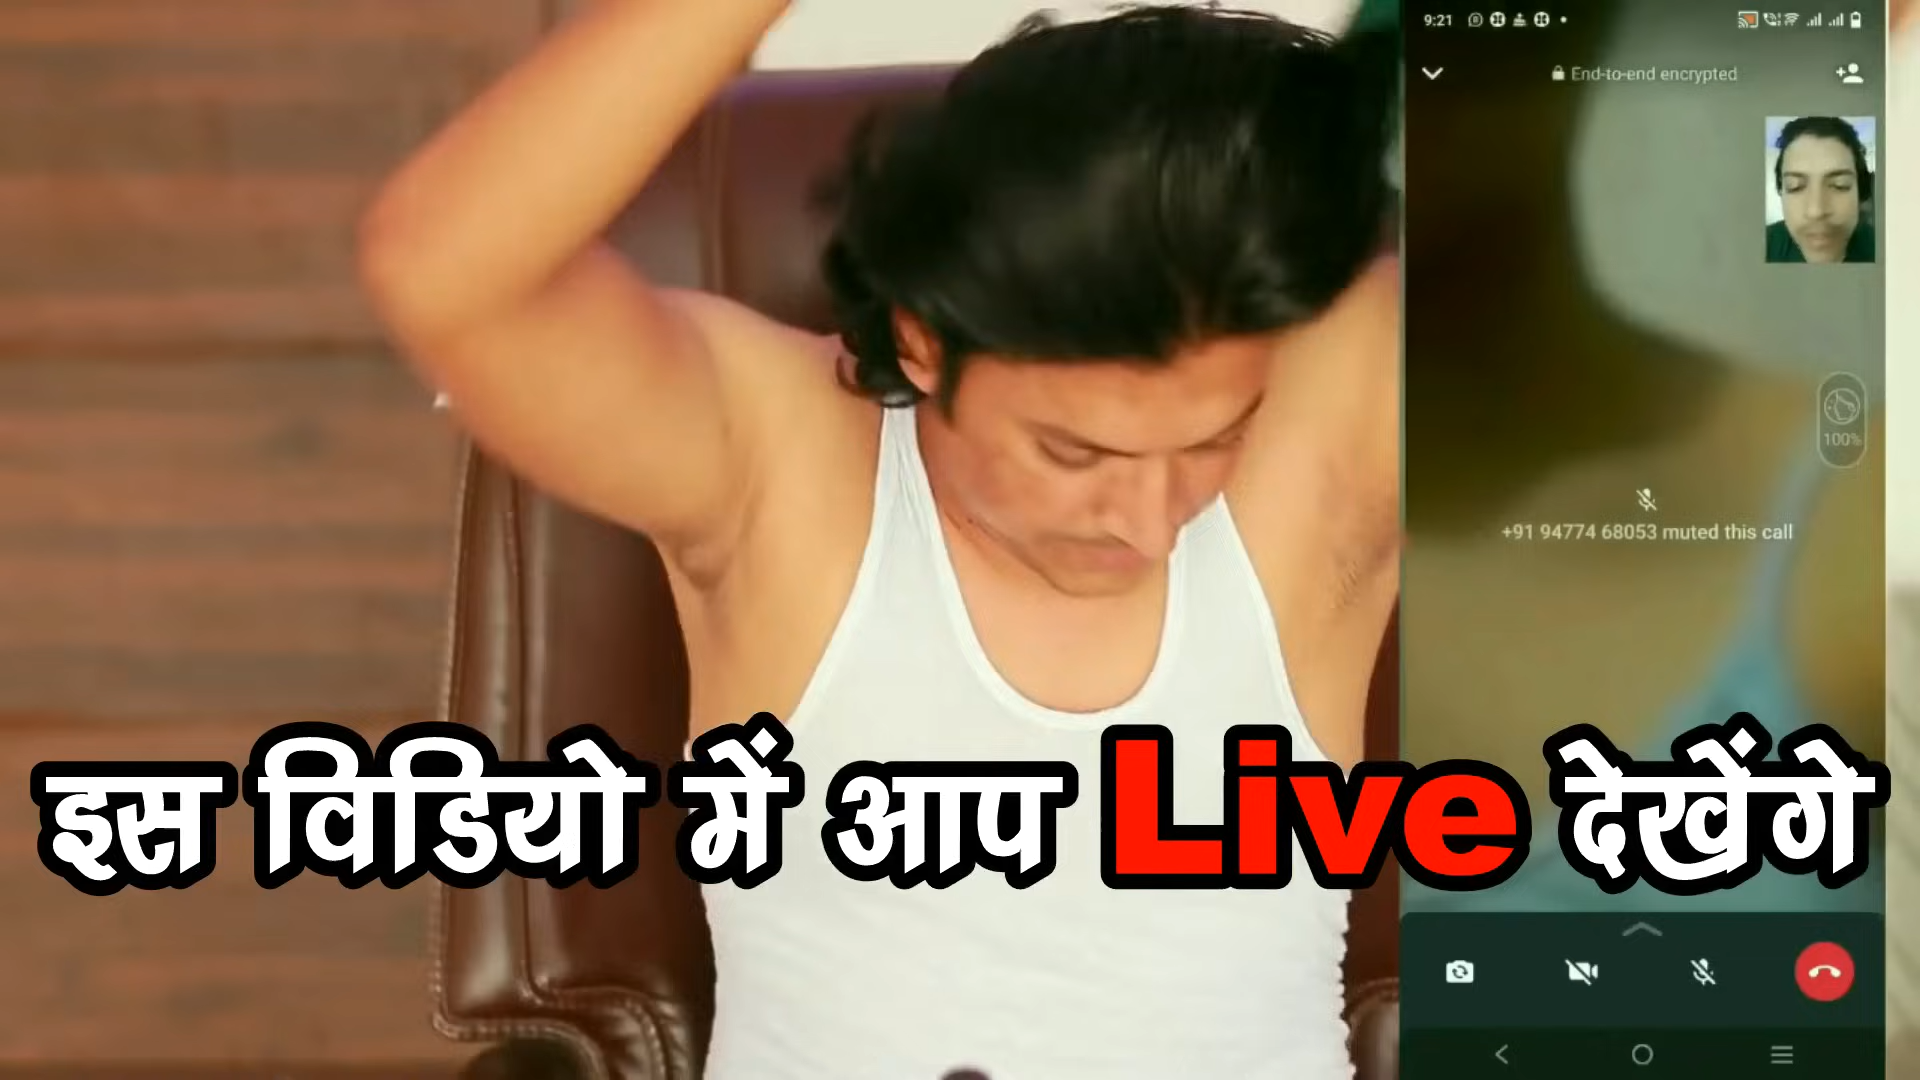 9:21
End-to-end encrypted
100%
+91 94774 68053 muted this call
इस विडियो में आप Live देखेंगे